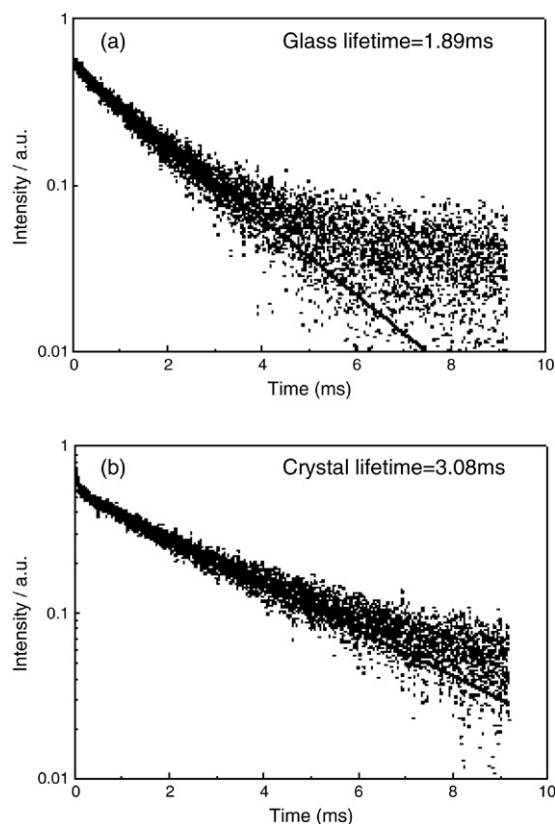 (a) Glass lifetime=1.89ms
Intensity / a.u.
1
0.1
0.01
0 2 4 6 8 10
Time (ms)
(b) Crystal lifetime=3.08ms
Intensity / a.u.
1
0.1
0.01
0 2 4 6 8 10
Time (ms)